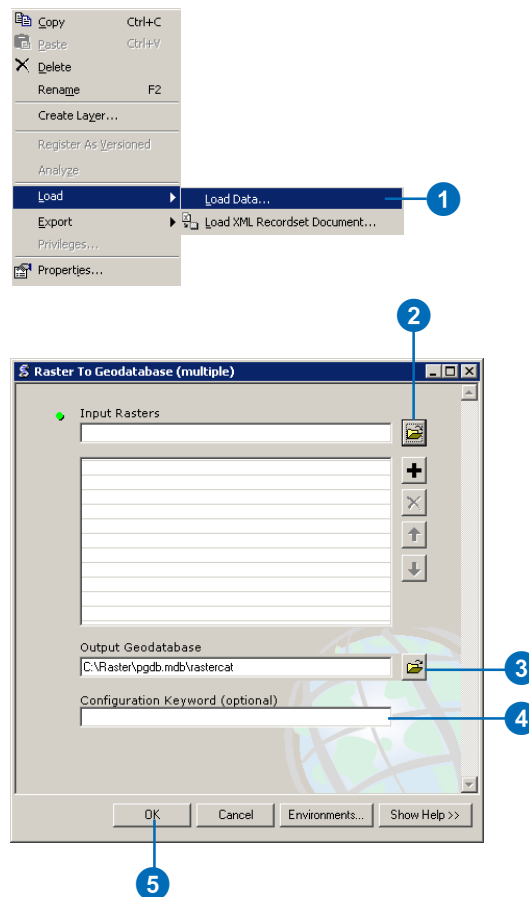 Copy Ctrl+C
Paste Ctrl+V
Delete
Rename F2
Create Layer...
Register As Versioned
Analyze
Load Load Data... 1
Export Load XML Recordset Document...
Privileges...
Properties...
2
Raster To Geodatabase (multiple)
Input Rasters
Output Geodatabase
C:\Raster\pgdb.mdb\rastercat 3
Configuration Keyword (optional)
4
OK Cancel Environments... Show Help >>
5